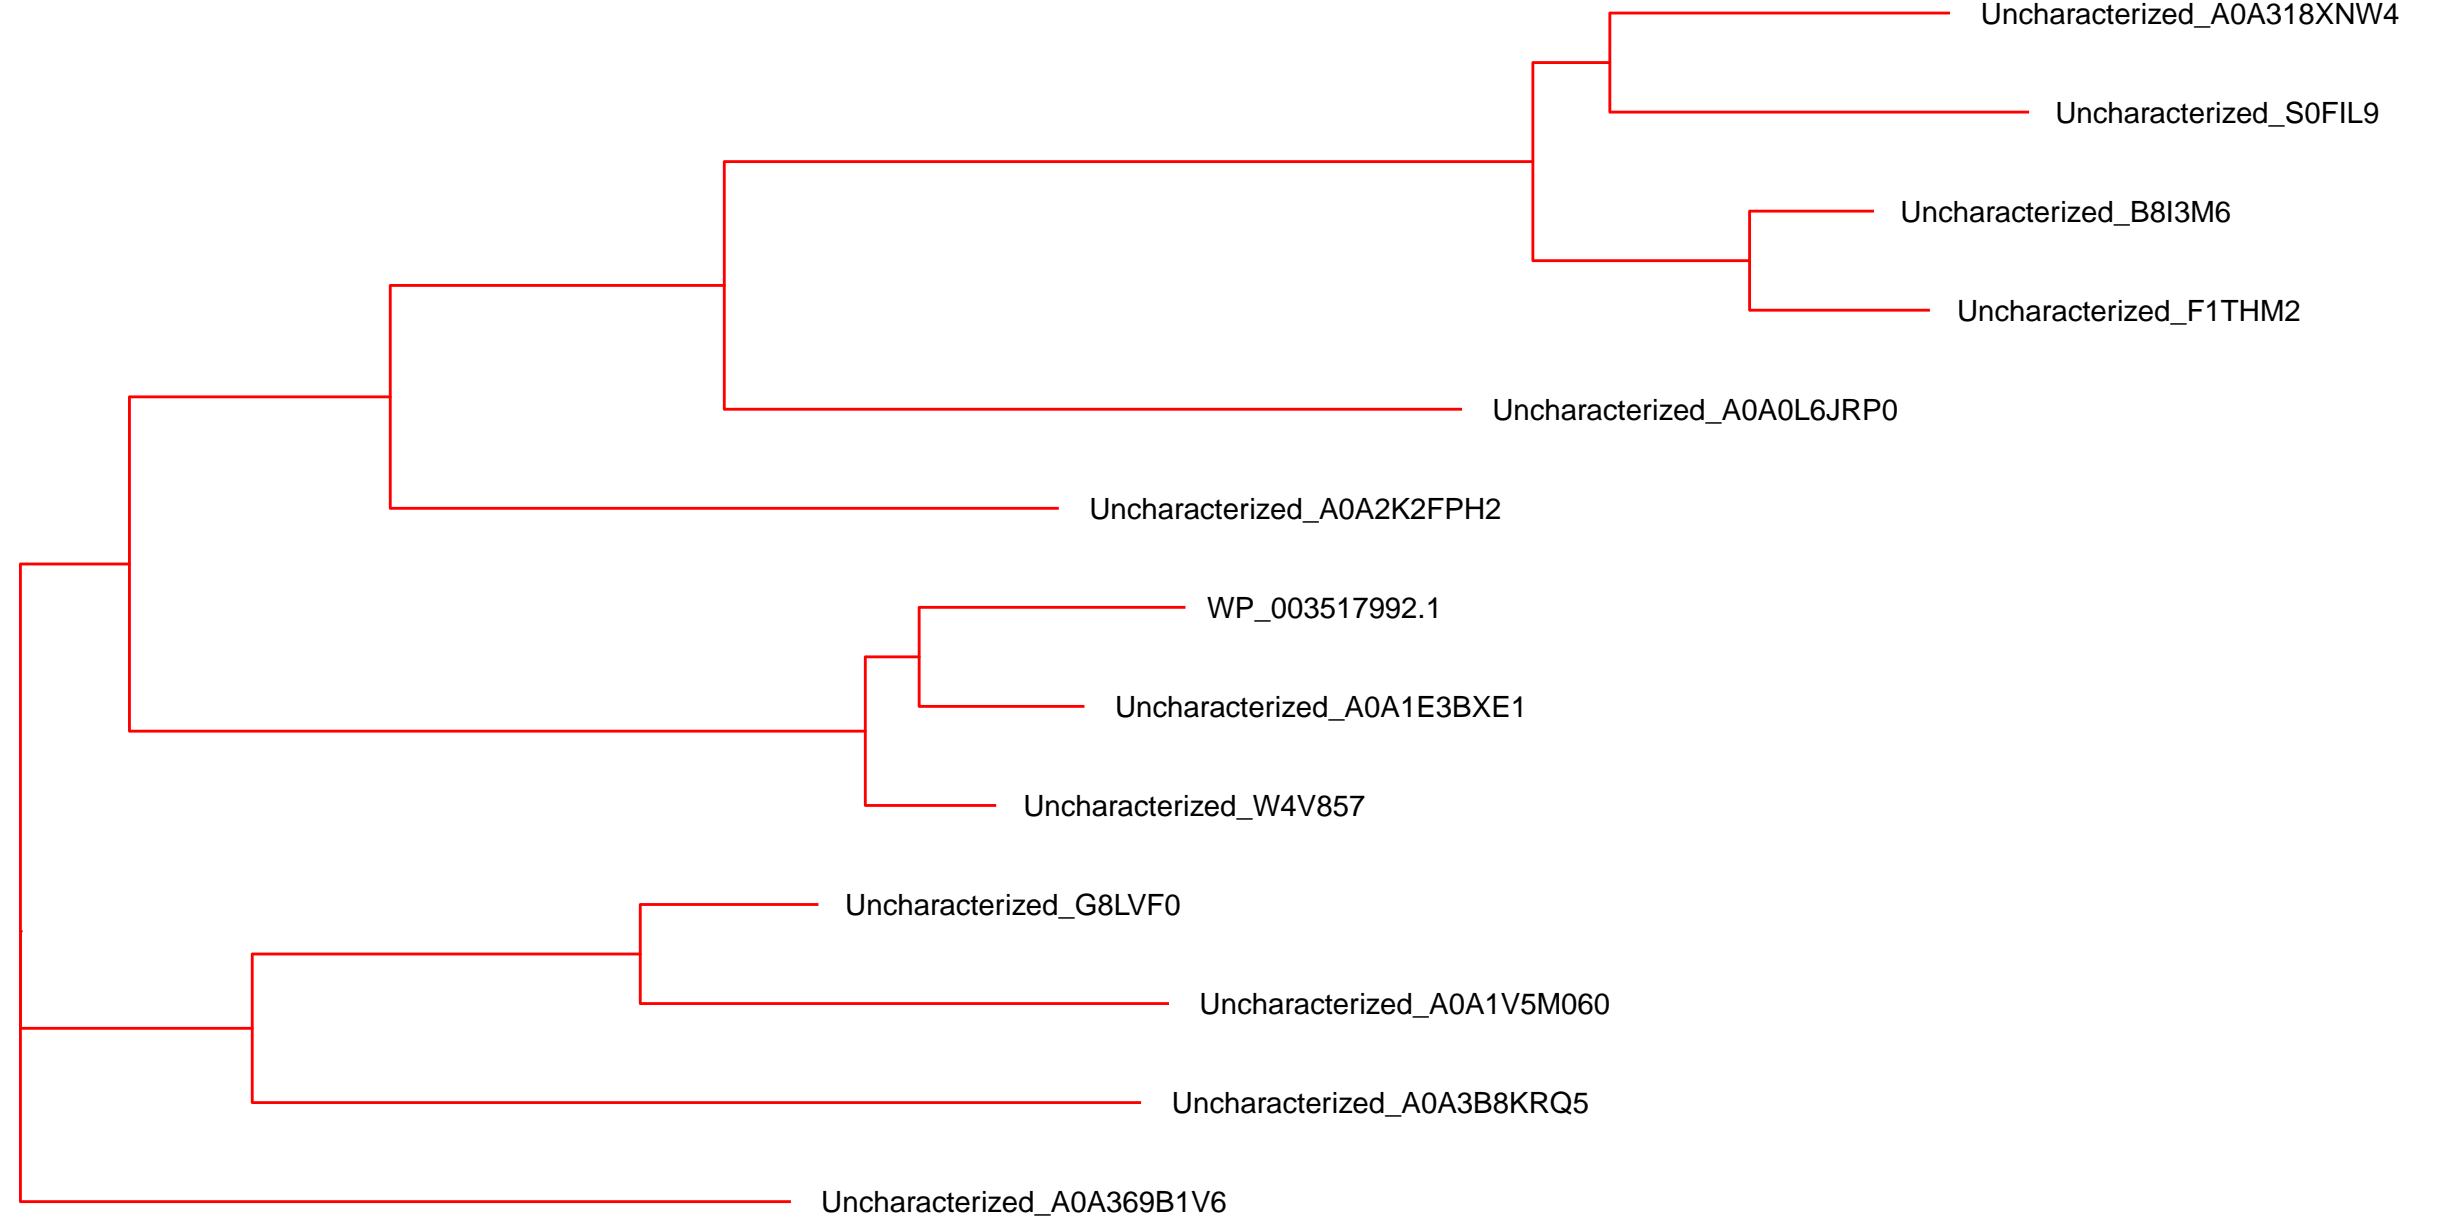 Uncharacterized_A0A318XNW4
Uncharacterized_S0FIL9
Uncharacterized_B8I3M6
Uncharacterized_F1THM2
Uncharacterized_A0A0L6JRP0
Uncharacterized_A0A2K2FPH2
WP_003517992.1
Uncharacterized_A0A1E3BXE1
Uncharacterized_W4V857
Uncharacterized_G8LVF0
Uncharacterized_A0A1V5M060
Uncharacterized_A0A3B8KRQ5
Uncharacterized_A0A369B1V6